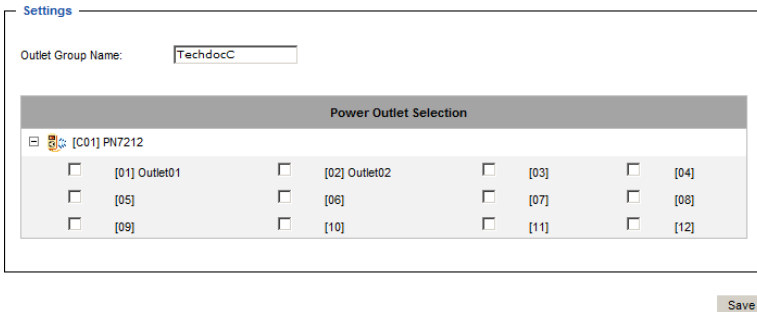 Settings
Outlet Group Name: TechdocC
Power Outlet Selection
[C01] PN7212
[01] Outlet01 [02] Outlet02 [03] [04]
[05] [06] [07] [08]
[09] [10] [11] [12]
Save